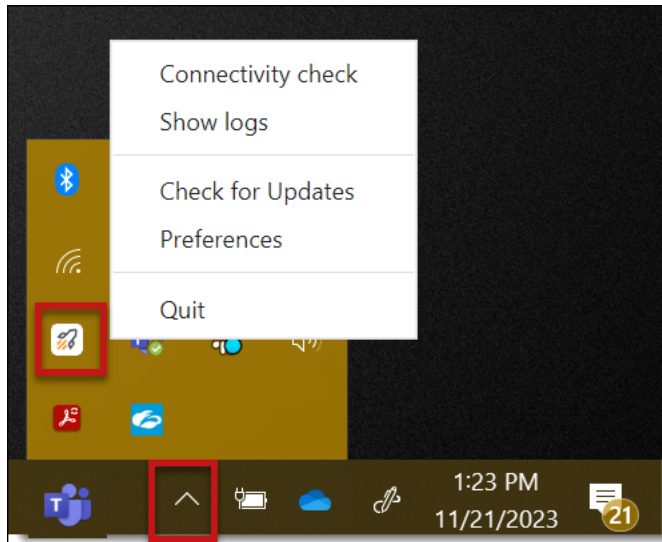 Connectivity check
Show logs
Check for Updates
Preferences
Quit
1:23 PM
11/21/2023
21